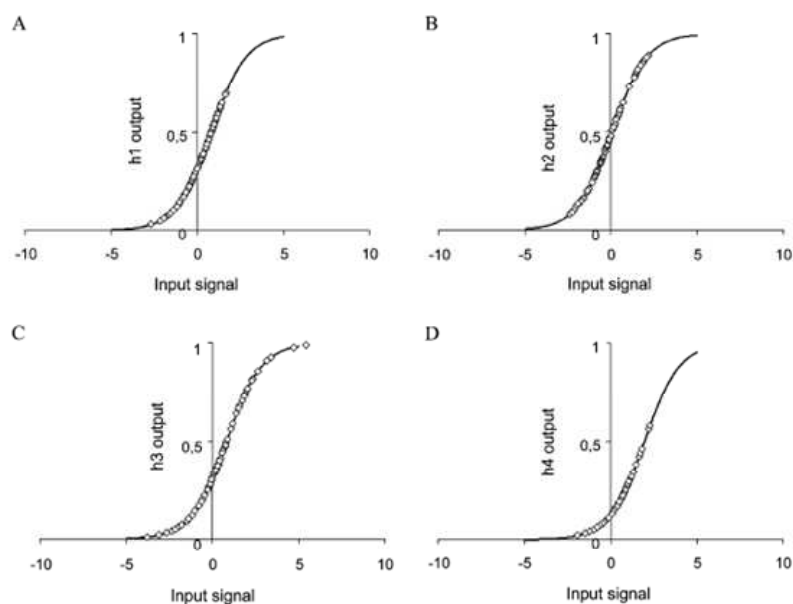 A
1
h1 output
0,5
0
-10 -5 0 5 10
Input signal
B
1
h2 output
0,5
0
-10 -5 0 5 10
Input signal
C
1
h3 output
0,5
0
-10 -5 0 5 10
Input signal
D
1
h4 output
0,5
0
-10 -5 0 5 10
Input signal